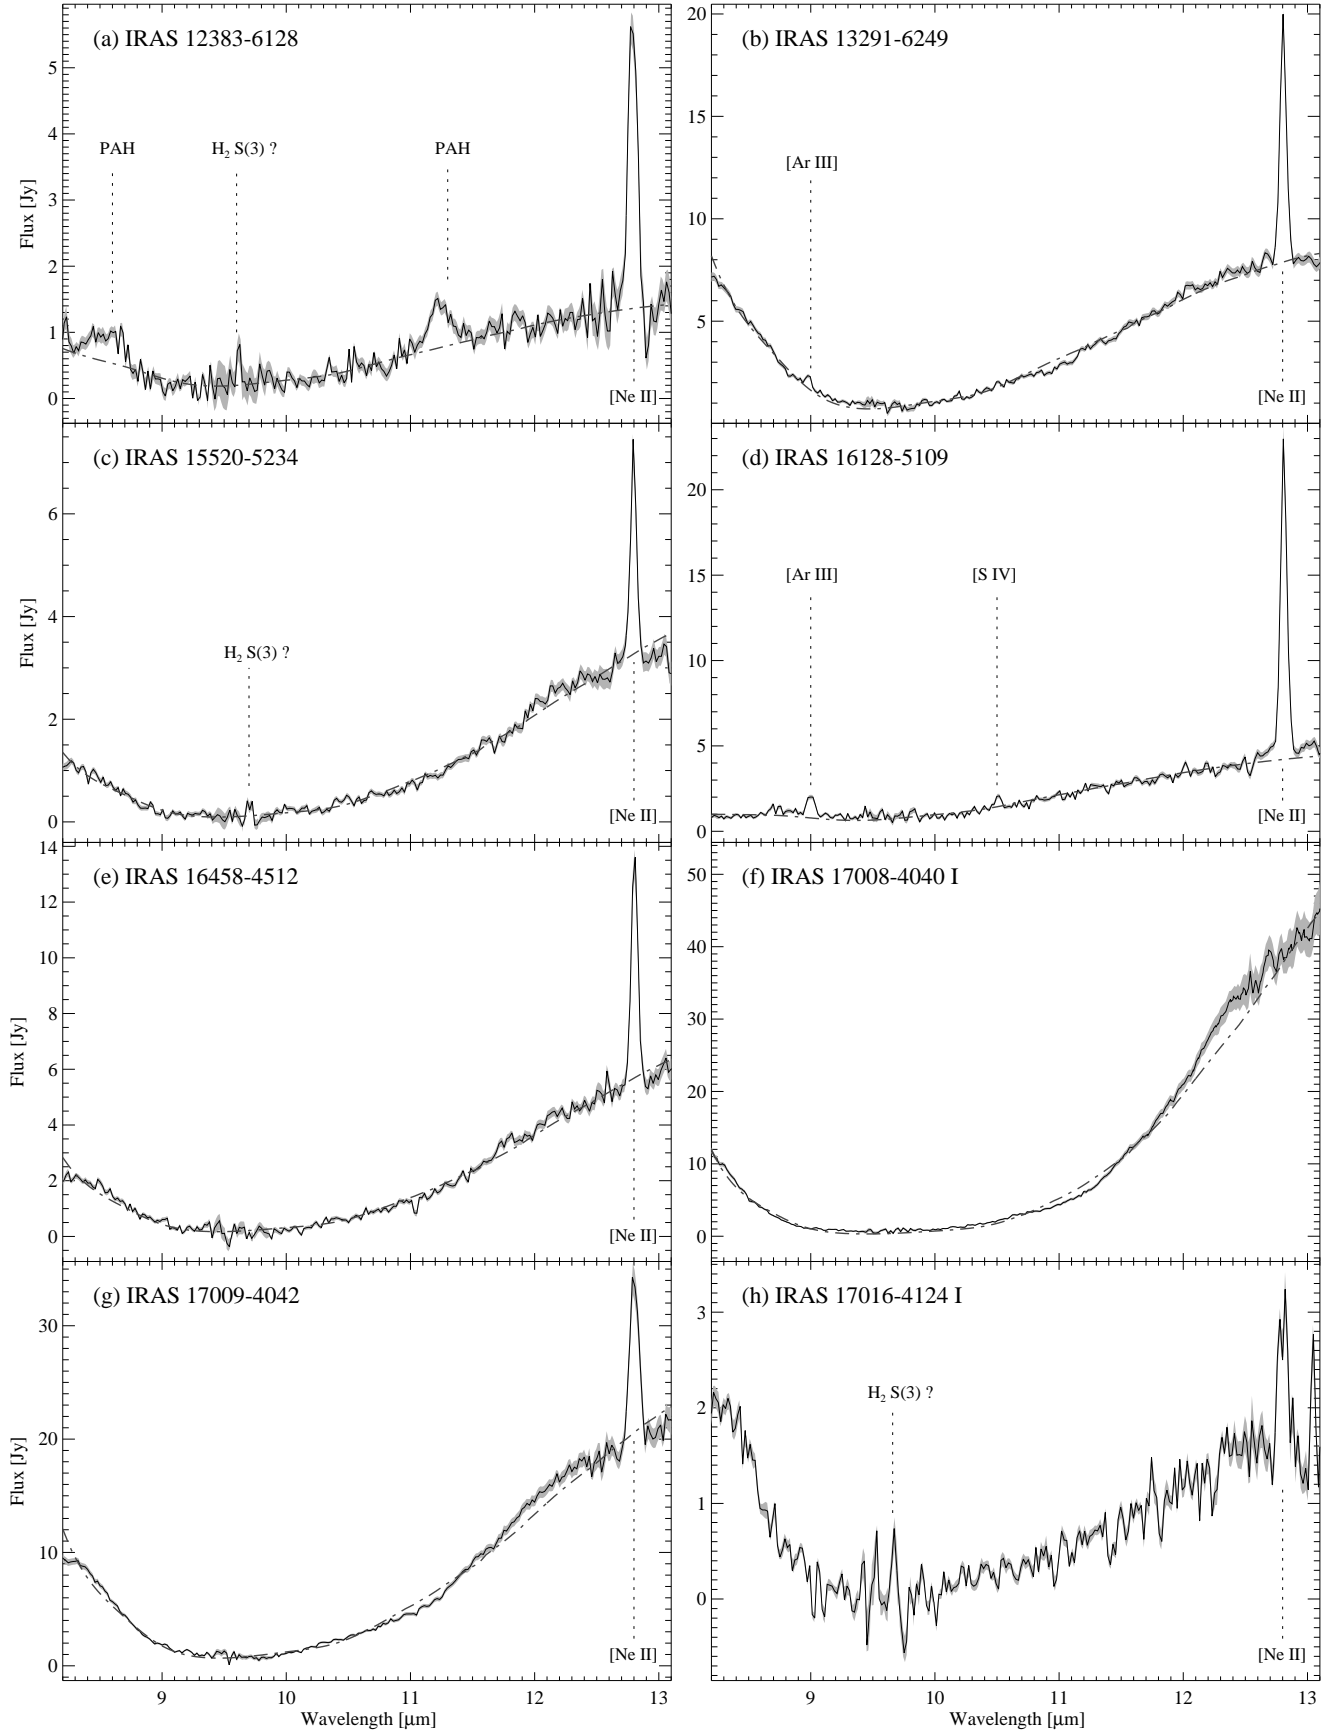 (a) IRAS 12383-6128
PAH
H₂ S(3) ?
PAH
[Ne II]
Flux [Jy]
0
1
2
3
4
5
(b) IRAS 13291-6249
[Ar III]
[Ne II]
5
10
15
20
(c) IRAS 15520-5234
H₂ S(3) ?
[Ne II]
Flux [Jy]
0
2
4
6
(d) IRAS 16128-5109
[Ar III]
[S IV]
[Ne II]
0
5
10
15
20
(e) IRAS 16458-4512
[Ne II]
Flux [Jy]
0
2
4
6
8
10
12
14
(f) IRAS 17008-4040 I
0
10
20
30
40
50
(g) IRAS 17009-4042
[Ne II]
Flux [Jy]
0
10
20
30
9
10
11
12
13
Wavelength [μm]
(h) IRAS 17016-4124 I
H₂ S(3) ?
[Ne II]
0
1
2
3
9
10
11
12
13
Wavelength [μm]